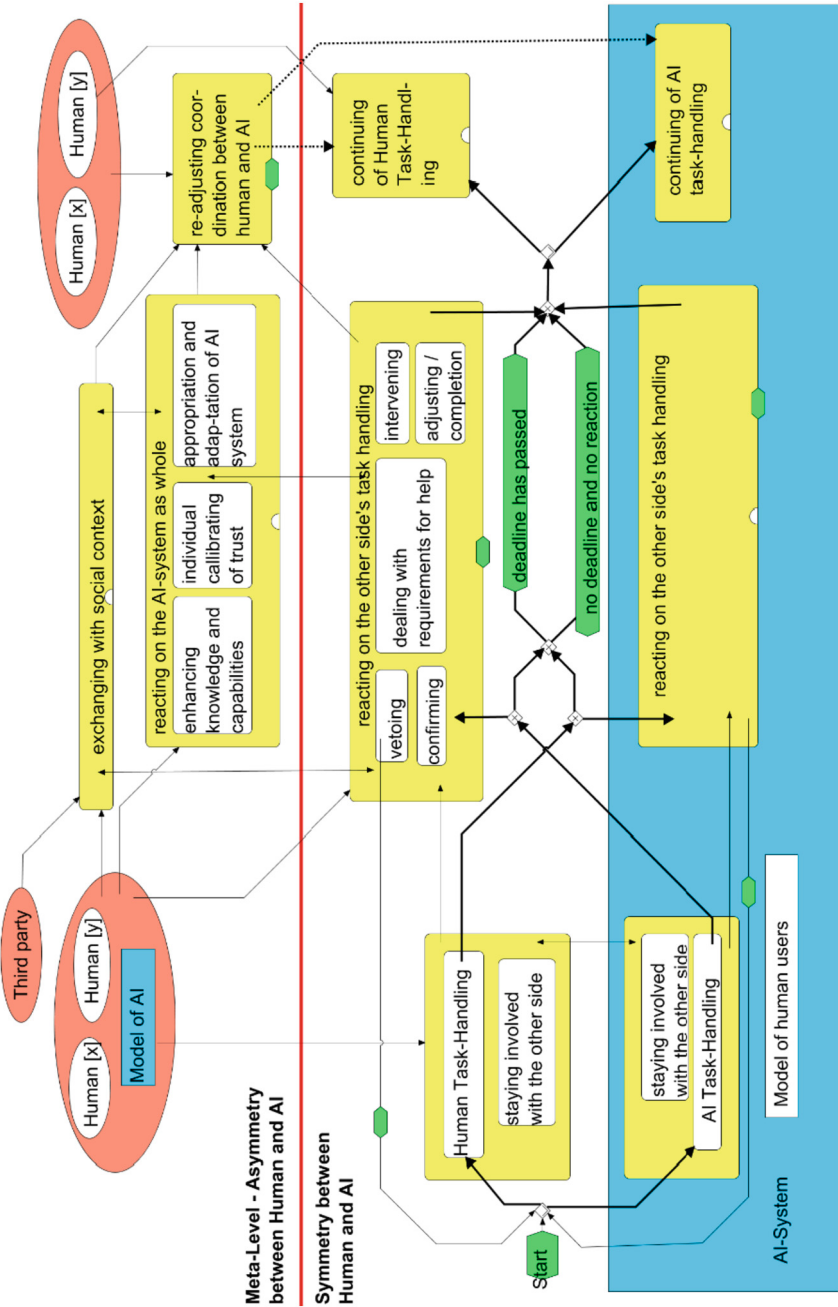 Third party
Human [x]
Human [y]
Model of AI
Human [x]
Human [y]
exchanging with social context
reacting on the AI-system as whole
enhancing
knowledge and
capabilities
individual
callibrating
of trust
appropriation and
adap-tation of AI
system
re-adjusting coor-
dination between
human and AI
Meta-Level - Asymmetry
between Human and AI
Symmetry between
Human and AI
reacting on the other side's task handling
vetoing
confirming
dealing with
requirements for help
intervening
adjusting /
completion
continuing
of Human
Task-Handl-
ing
Human Task-Handling
staying involved
with the other side
Start
deadline has passed
no deadline and no reaction
staying involved
with the other side
AI Task-Handling
reacting on the other side's task handling
continuing of AI
task-handling
Model of human users
AI-System